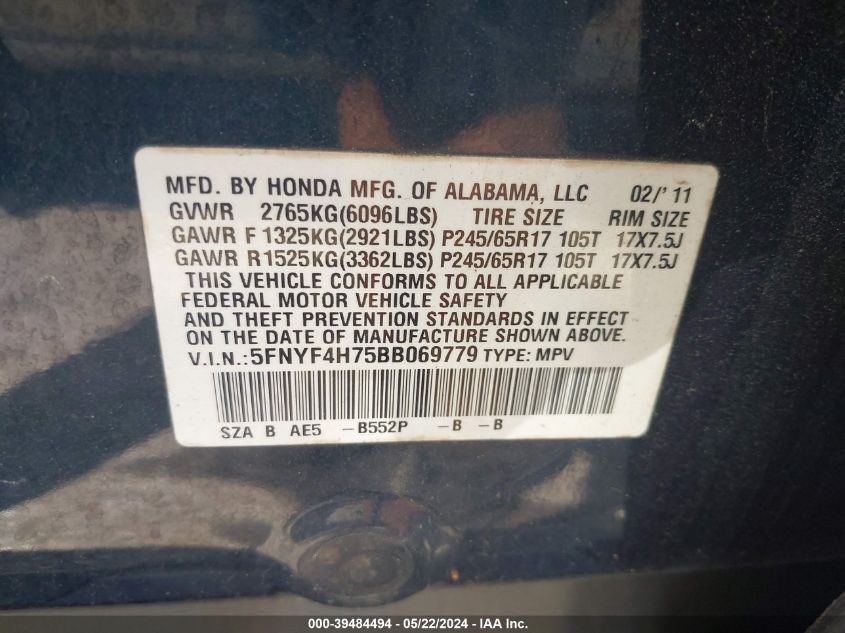 MFD. BY HONDA MFG. OF ALABAMA, LLC 02/'11
GVWR 2765KG(6096LBS) TIRE SIZE RIM SIZE
GAWR F 1325KG(2921LBS) P245/65R17 105T 17X7.5J
GAWR R 1525KG(3362LBS) P245/65R17 105T 17X7.5J
THIS VEHICLE CONFORMS TO ALL APPLICABLE
FEDERAL MOTOR VEHICLE SAFETY
AND THEFT PREVENTION STANDARDS IN EFFECT
ON THE DATE OF MANUFACTURE SHOWN ABOVE.
V.I.N.: 5FNYF4H75BB069779 TYPE: MPV
SZA B AE5 -B552P -B -B
000-39484494 - 05/22/2024 - IAA Inc.